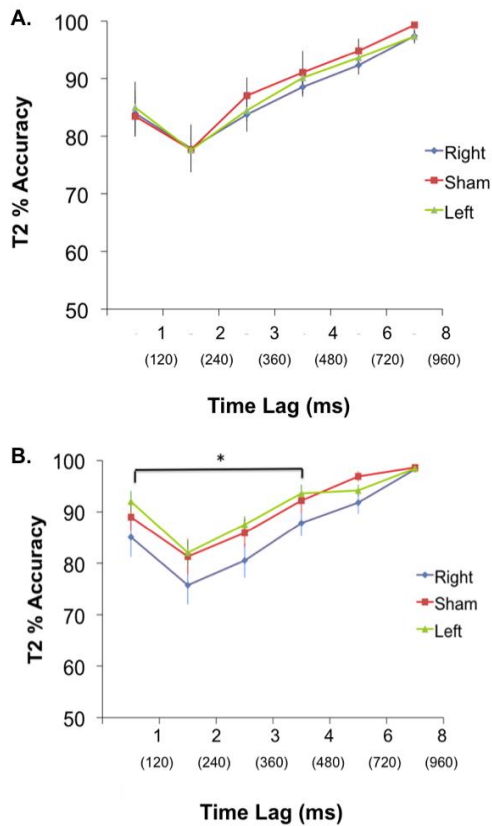 A.
100
90
80
70
60
50
T2 % Accuracy
Right
Sham
Left
1 2 3 4 6 8
(120) (240) (360) (480) (720) (960)
Time Lag (ms)
B.
*
100
90
80
70
60
50
T2 % Accuracy
Right
Sham
Left
1 2 3 4 6 8
(120) (240) (360) (480) (720) (960)
Time Lag (ms)